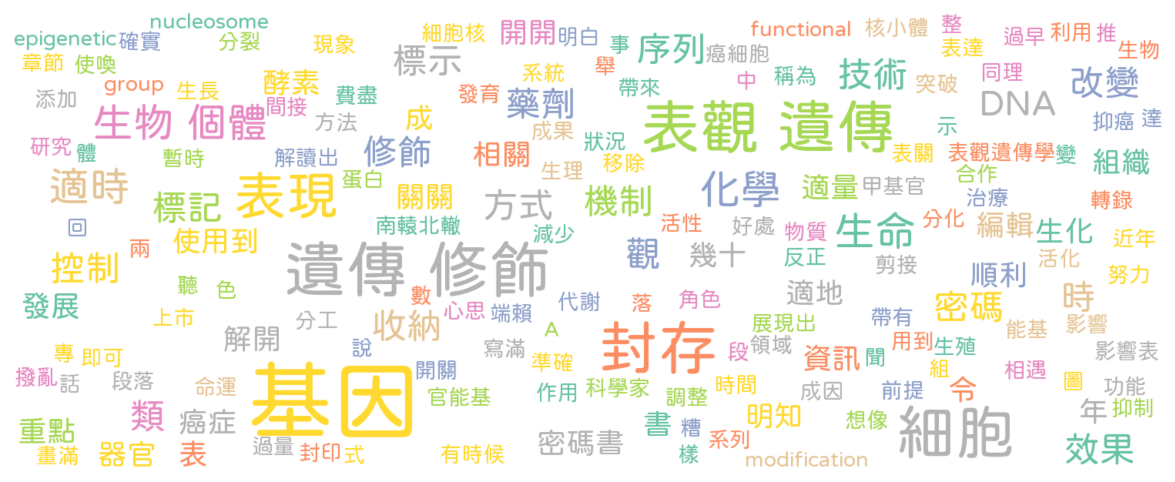 nucleosome
epigenetic 確實 分裂 現象 細胞核 開開 明白 事 序列 functional 核小體 整
章節 使喚 標示 舉 癌細胞 表達 過早 利用 推
group 生長 酵素 系統 帶來 中 稱為 技術 突破 同理 改變 生物
添加 間接 費盡 發育 藥劑 DNA
生物 個體 方法 成 成果 狀況 表觀 遺傳 示 抑癌 達
研究 體 暫時 解讀出 修飾 相關 生理 移除 表關 表觀遺傳學 變 組織
適時 標記 表現 蛋白 關關 機制 化學 適量 甲基官 合作 治療 轉錄
回 兩 使用到 南轅北轍 方式 減少 活性 好處 物質 生命 分化 編輯 生化 近年
控制 遺傳 修飾 觀 幾十 反正 剪接 順利 活化 努力
發展 聽 色 數 心思 端賴 代謝 落 角色 適地 密碼 時
上市 解開 分工 收納 A 展現出 帶有 能基 影響
專 即可 說 寫滿 準確 封存 段 領域 資訊 用到 聞 生殖 影響表
撥亂 話 段落 命運 基因 開關 官能基 作用 科學家 調整 時間 成因 前提 組 令 相遇 圖 功能
重點 類 癌症 書 糟 明知 想像 細胞 年 抑制
畫滿 器官 表 過量 封印 式 有時候 密碼書 樣 系列 modification 效果